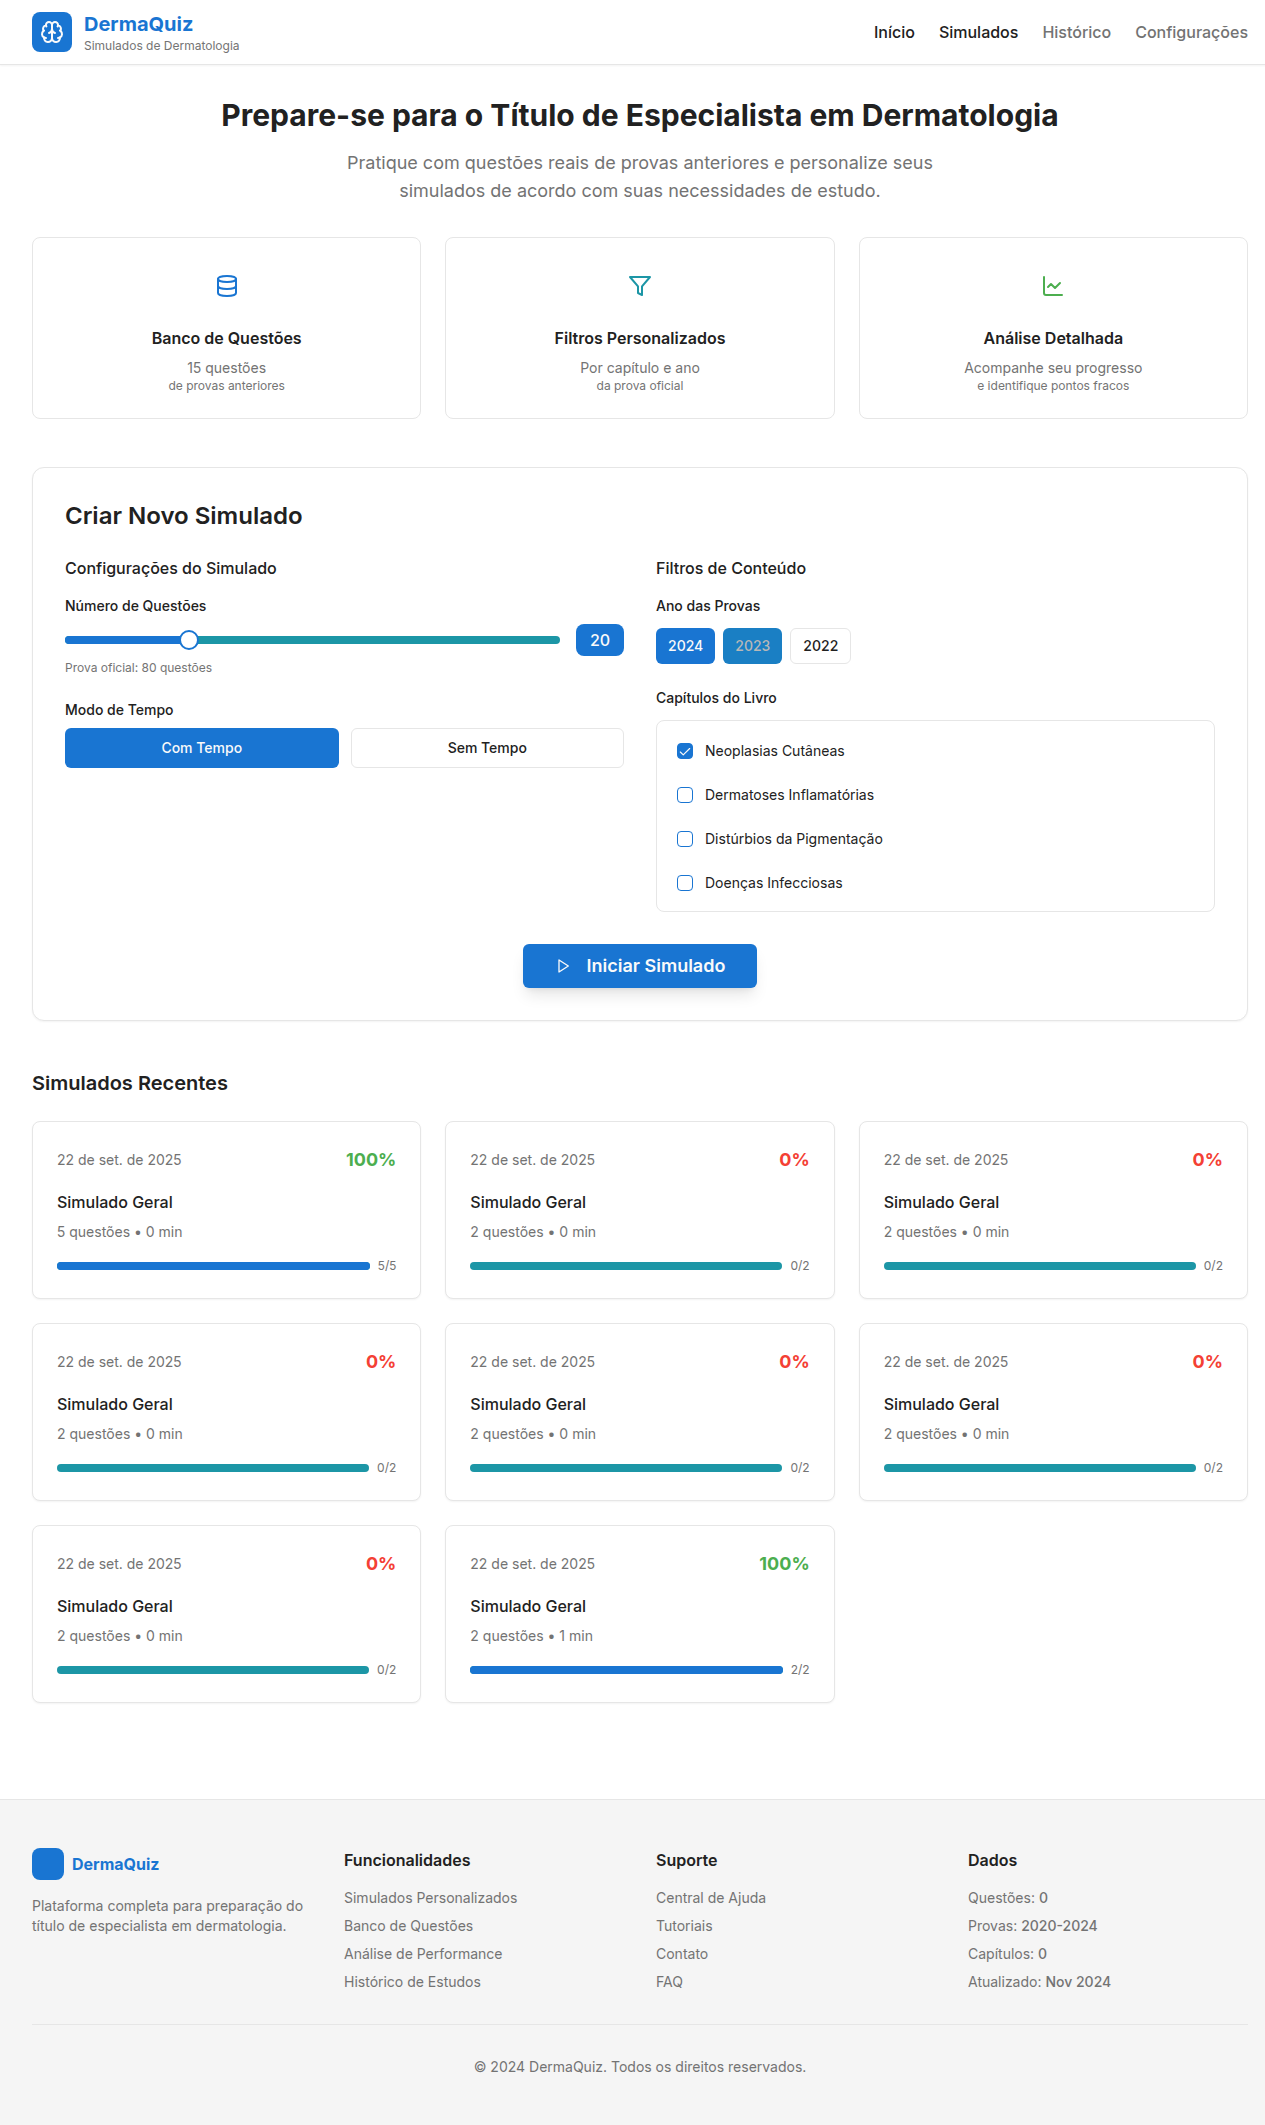 DermaQuiz
Simulados de Dermatologia
Início Simulados Histórico Configurações
Prepare-se para o Título de Especialista em Dermatologia
Pratique com questões reais de provas anteriores e personalize seus
simulados de acordo com suas necessidades de estudo.
Banco de Questões
15 questões
de provas anteriores
Filtros Personalizados
Por capítulo e ano
da prova oficial
Análise Detalhada
Acompanhe seu progresso
e identifique pontos fracos
Criar Novo Simulado
Configurações do Simulado
Número de Questões
20
Prova oficial: 80 questões
Modo de Tempo
Com Tempo Sem Tempo
Filtros de Conteúdo
Ano das Provas
2024 2023 2022
Capítulos do Livro
Neoplasias Cutâneas
Dermatoses Inflamatórias
Distúrbios da Pigmentação
Doenças Infecciosas
Iniciar Simulado
Simulados Recentes
22 de set. de 2025 100%
Simulado Geral
5 questões • 0 min
5/5
22 de set. de 2025 0%
Simulado Geral
2 questões • 0 min
0/2
22 de set. de 2025 0%
Simulado Geral
2 questões • 0 min
0/2
22 de set. de 2025 0%
Simulado Geral
2 questões • 0 min
0/2
22 de set. de 2025 0%
Simulado Geral
2 questões • 0 min
0/2
22 de set. de 2025 0%
Simulado Geral
2 questões • 0 min
0/2
22 de set. de 2025 0%
Simulado Geral
2 questões • 0 min
0/2
22 de set. de 2025 100%
Simulado Geral
2 questões • 1 min
2/2
DermaQuiz
Plataforma completa para preparação do
título de especialista em dermatologia.
Funcionalidades
Simulados Personalizados
Banco de Questões
Análise de Performance
Histórico de Estudos
Suporte
Central de Ajuda
Tutoriais
Contato
FAQ
Dados
Questões: 0
Provas: 2020-2024
Capítulos: 0
Atualizado: Nov 2024
© 2024 DermaQuiz. Todos os direitos reservados.